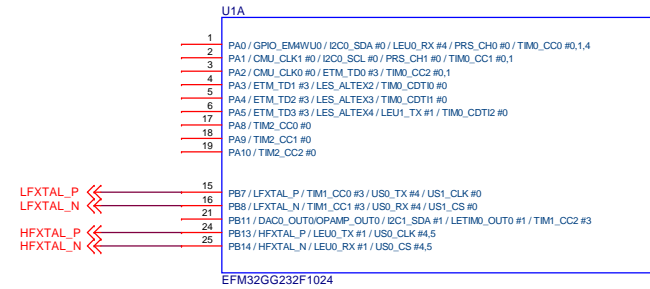 U1A
1 PA0 / GPIO_EM4WU0 / I2C0_SDA #0 / LEU0_RX #4 / PRS_CH0 #0 / TIM0_CC0 #0,1,4
2 PA1 / CMU_CLK1 #0 / I2C0_SCL #0 / PRS_CH1 #0 / TIM0_CC1 #0,1
3 PA2 / CMU_CLK0 #0 / ETM_TD0 #3 / TIM0_CC2 #0,1
4 PA3 / ETM_TD1 #3 / LES_ALTEX2 / TIM0_CDTI0 #0
5 PA4 / ETM_TD2 #3 / LES_ALTEX3 / TIM0_CDTI1 #0
6 PA5 / ETM_TD3 #3 / LES_ALTEX4 / LEU1_TX #1 / TIM0_CDTI2 #0
17 PA8 / TIM2_CC0 #0
18 PA9 / TIM2_CC1 #0
19 PA10 / TIM2_CC2 #0
LFXTAL_P 15 PB7 / LFXTAL_P / TIM1_CC0 #3 / US0_TX #4 / US1_CLK #0
LFXTAL_N 16 PB8 / LFXTAL_N / TIM1_CC1 #3 / US0_RX #4 / US1_CS #0
21 PB11 / DAC0_OUT0/OPAMP_OUT0 / I2C1_SDA #1 / LETIM0_OUT0 #1 / TIM1_CC2 #3
HFXTAL_P 24 PB13 / HFXTAL_P / LEU0_TX #1 / US0_CLK #4,5
HFXTAL_N 25 PB14 / HFXTAL_N / LEU0_RX #1 / US0_CS #4,5
EFM32GG232F1024